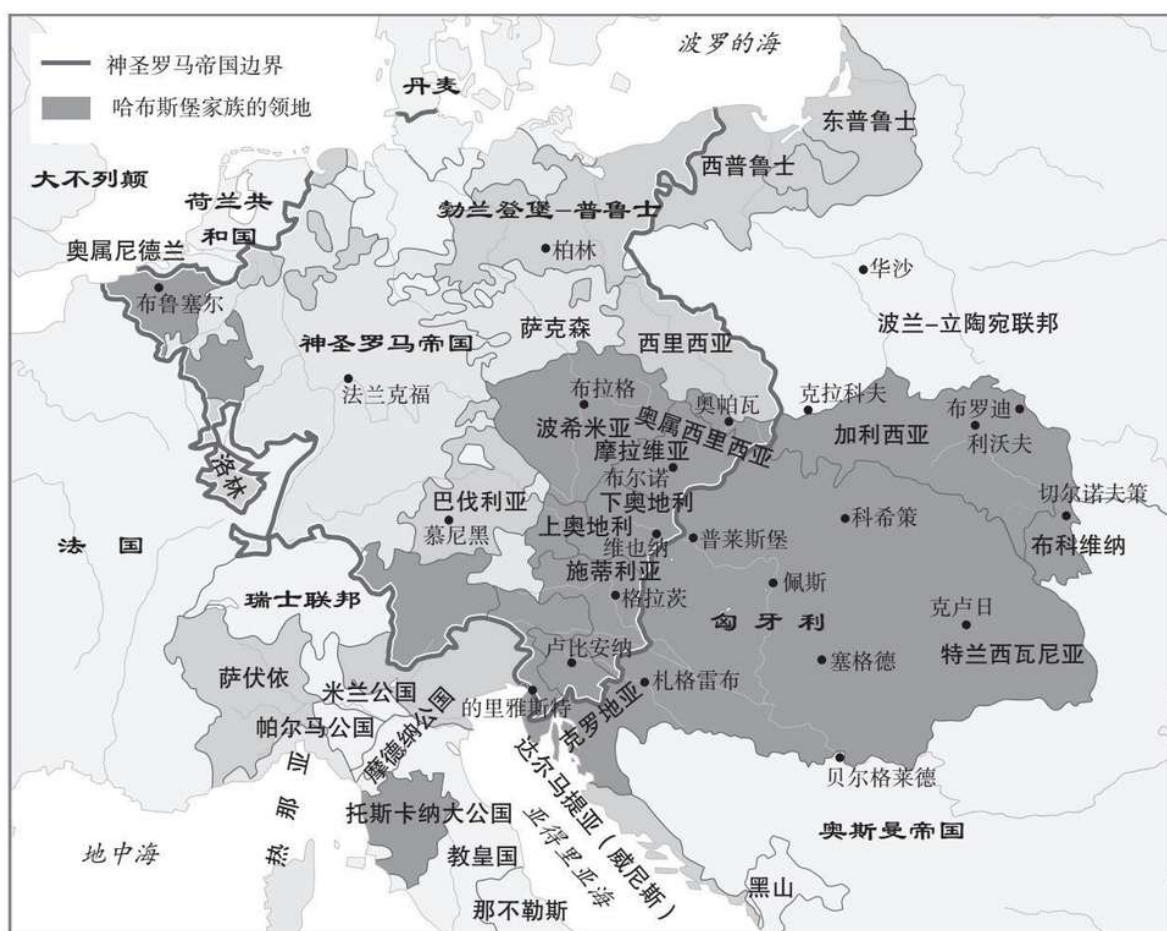 波罗的海
神圣罗马帝国边界
哈布斯堡家族的领地
丹麦
东普鲁士
西普鲁士
大不列颠
荷兰共
和国
勃兰登堡-普鲁士
奥属尼德兰
柏林
布鲁塞尔
华沙
萨克森
波兰-立陶宛联邦
神圣罗马帝国
西里西亚
法兰克福
布拉格
奥帕瓦
克拉科夫
布罗迪
波希米亚
奥属西里西亚
加利西亚
利沃夫
摩拉维亚
布尔诺
洛林
巴伐利亚
下奥地利
切尔诺夫策
慕尼黑
上奥地利
科希策
法国
维也纳
普莱斯堡
布科维纳
施蒂利亚
佩斯
瑞士联邦
格拉茨
克卢日
匈牙利
卢比安纳
特兰西瓦尼亚
塞格德
萨伏依
米兰公国
札格雷布
的里雅斯特
帕尔马公国
摩德纳公国
克罗地亚
贝尔格莱德
热那亚
托斯卡纳大公国
达尔马提亚（威尼斯）
奥斯曼帝国
地中海
亚得里亚海
教皇国
黑山
那不勒斯